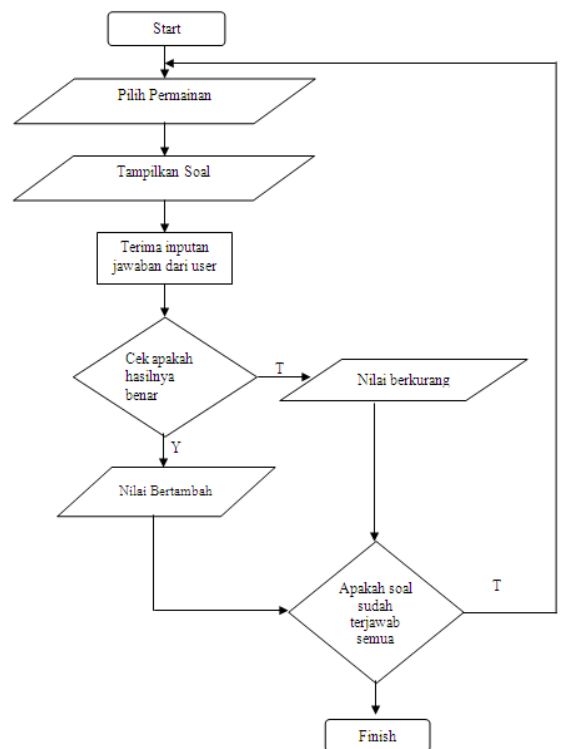 Start
Pilih Permainan
Tampilkan Soal
Terima inputan
jawaban dari user
Cek apakah
hasilnya
benar
T
Nilai berkurang
Y
Nilai Bertambah
Apakah soal
sudah
terjawab
semua
T
Finish